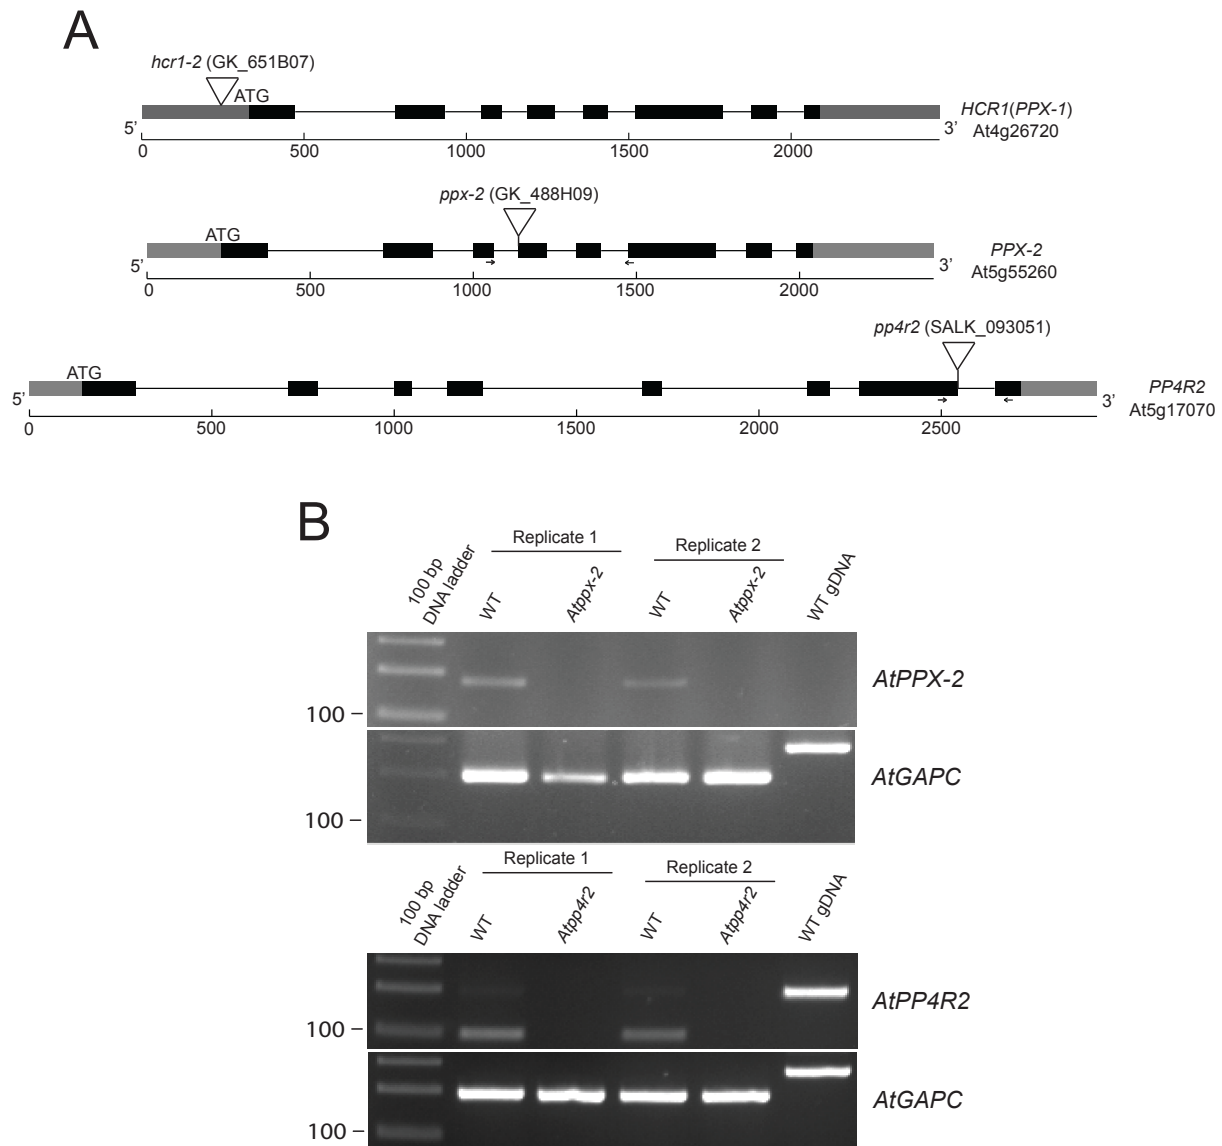 A
hcr1-2 (GK_651B07)
ATG
HCR1(PPX-1)
At4g26720
5’
3’
0 500 1000 1500 2000
ppx-2 (GK_488H09)
ATG
PPX-2
At5g55260
5’
3’
0 500 1000 1500 2000
pp4r2 (SALK_093051)
ATG
PP4R2
At5g17070
5’
3’
0 500 1000 1500 2000 2500
B
Replicate 1
Replicate 2
100 bp
DNA ladder
WT
Atppx-2
WT
Atppx-2
WT gDNA
100
AtPPX-2
100
AtGAPC
Replicate 1
Replicate 2
100 bp
DNA ladder
WT
Atpp4r2
WT
Atpp4r2
WT gDNA
100
AtPP4R2
100
AtGAPC